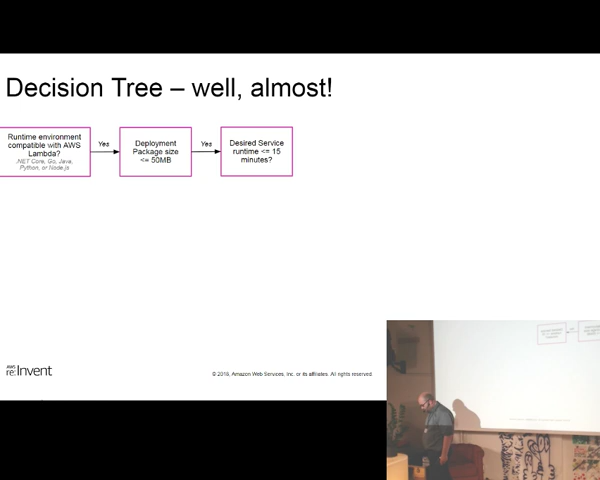 Decision Tree – well, almost!
Runtime environment
compatible with AWS
Lambda?
.NET Core, Go, Java,
Python, or Node.js
Yes
Deployment
Package size
<= 50MB
Yes
Desired Service
runtime <= 15
minutes?
AWS
re:Invent
© 2018, Amazon Web Services, Inc. or its affiliates. All rights reserved.